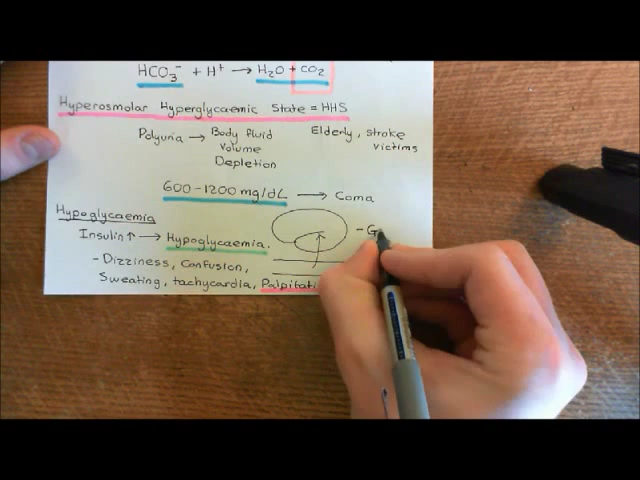 HCO₃⁻ + H⁺ → H₂O + CO₂
Hyperosmolar Hyperglycaemic State = HHS
Polyuria → Body fluid
volume
Depletion
Elderly, stroke
victims
600-1200 mg/dL → Coma
Hypoglycaemia
Insulin↑ → Hypoglycaemia.
- Dizziness, Confusion,
Sweating, tachycardia, Palpitati
- G